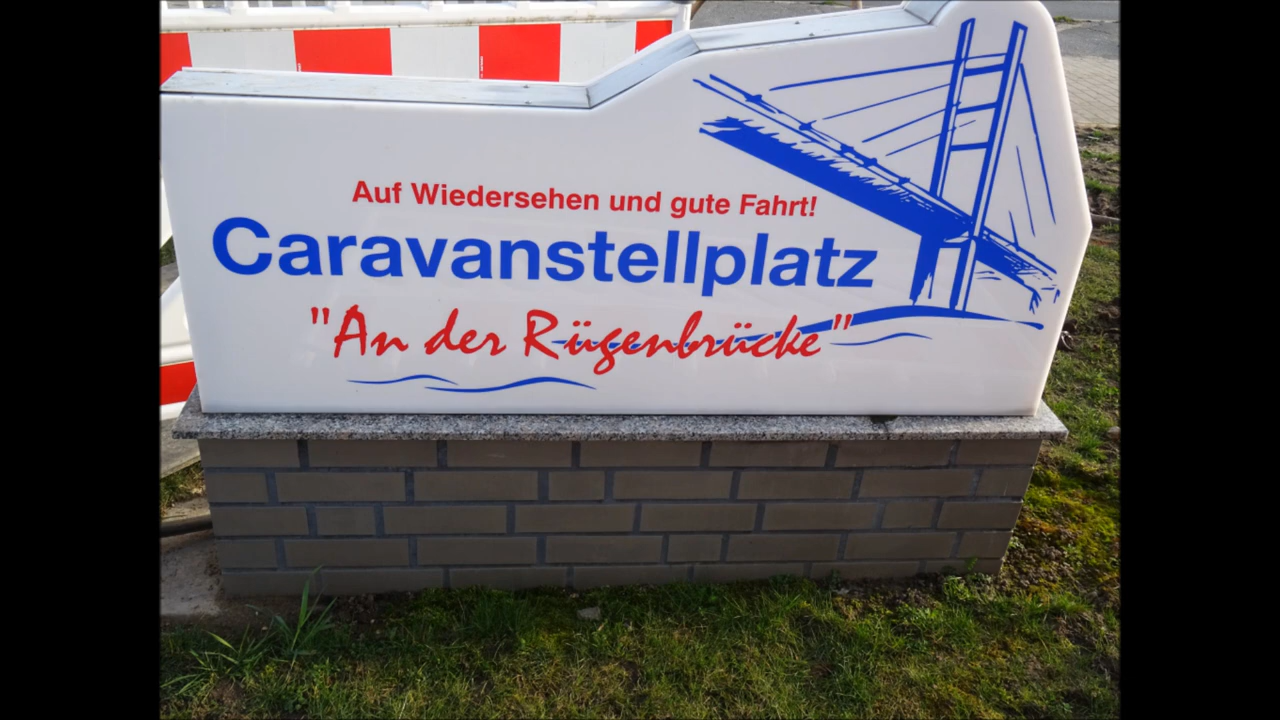 Auf Wiedersehen und gute Fahrt!
Caravanstellplatz
"An der Rügenbrücke"